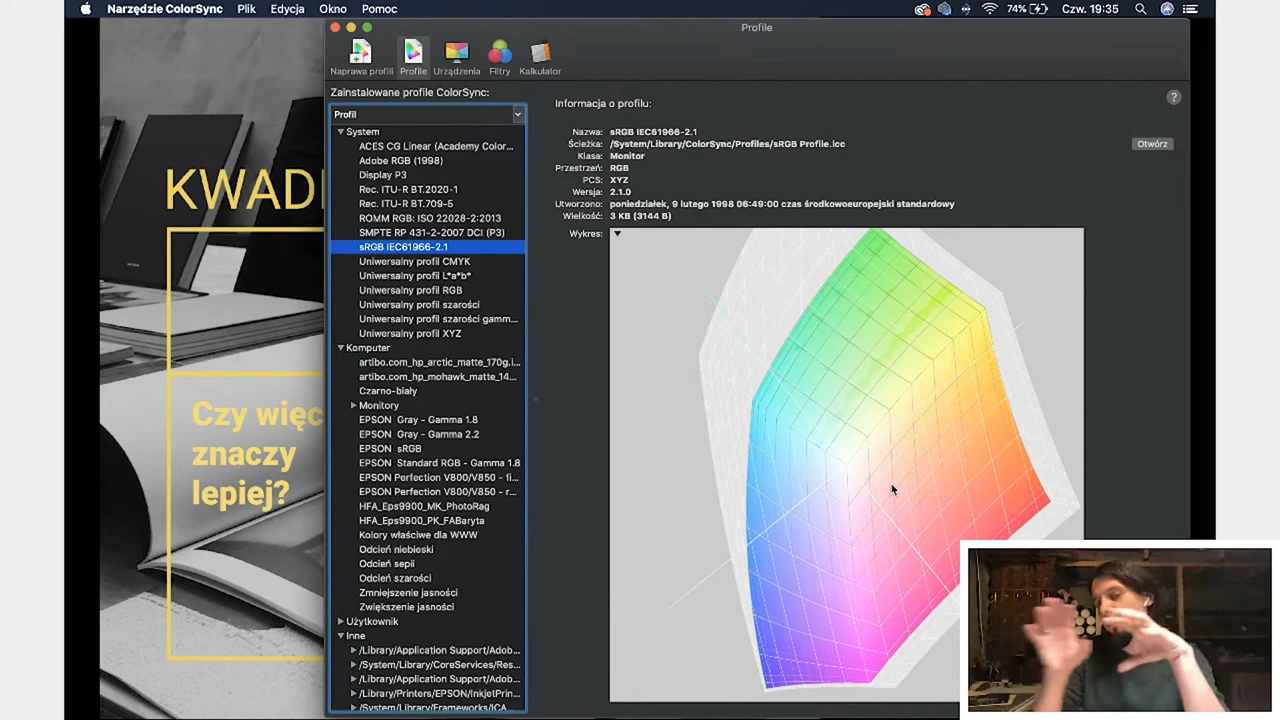 Narzędzie ColorSync Plik Edycja Okno Pomoc 74% Czw. 19:35
Profile
Naprawa profili Profile Urządzenia Filtry Kalkulator
Zainstalowane profile ColorSync:
Profil
System
ACES CG Linear (Academy Color...
Adobe RGB (1998)
Display P3
Rec. ITU-R BT.2020-1
Rec. ITU-R BT.709-5
ROMM RGB: ISO 22028-2:2013
SMPTE RP 431-2-2007 DCI (P3)
sRGB IEC61966-2.1
Uniwersalny profil CMYK
Uniwersalny profil L*a*b*
Uniwersalny profil RGB
Uniwersalny profil szarości
Uniwersalny profil szarości gamm...
Uniwersalny profil XYZ
Komputer
artibo.com_hp_arctic_matte_170g.i...
artibo.com_hp_mohawk_matte_14...
Czarno-biały
Monitory
EPSON Gray - Gamma 1.8
EPSON Gray - Gamma 2.2
EPSON sRGB
EPSON Standard RGB - Gamma 1.8
EPSON Perfection V800/V850 - fi...
EPSON Perfection V800/V850 - r...
HFA_Eps9900_MK_PhotoRag
HFA_Eps9900_PK_FABaryta
Kolory właściwe dla WWW
Odcień niebieski
Odcień sepii
Odcień szarości
Zmniejszenie jasności
Zwiększenie jasności
Użytkownik
Inne
/Library/Application Support/Adob...
/System/Library/CoreServices/Res...
/Library/Application Support/Adob...
/Library/Printers/EPSON/InkjetPrin...
/System/Library/Frameworks/ICA...
Informacja o profilu:
Nazwa: sRGB IEC61966-2.1
Ścieżka: /System/Library/ColorSync/Profiles/sRGB Profile.icc
Otwórz
Klasa: Monitor
Przestrzeń: RGB
PCS: XYZ
Wersja: 2.1.0
Utworzono: poniedziałek, 9 lutego 1998 06:49:00 czas środkowoeuropejski standardowy
Wielkość: 3 KB (3144 B)
Wykres:
?
KWAD
Czy więc
znaczy
lepiej?